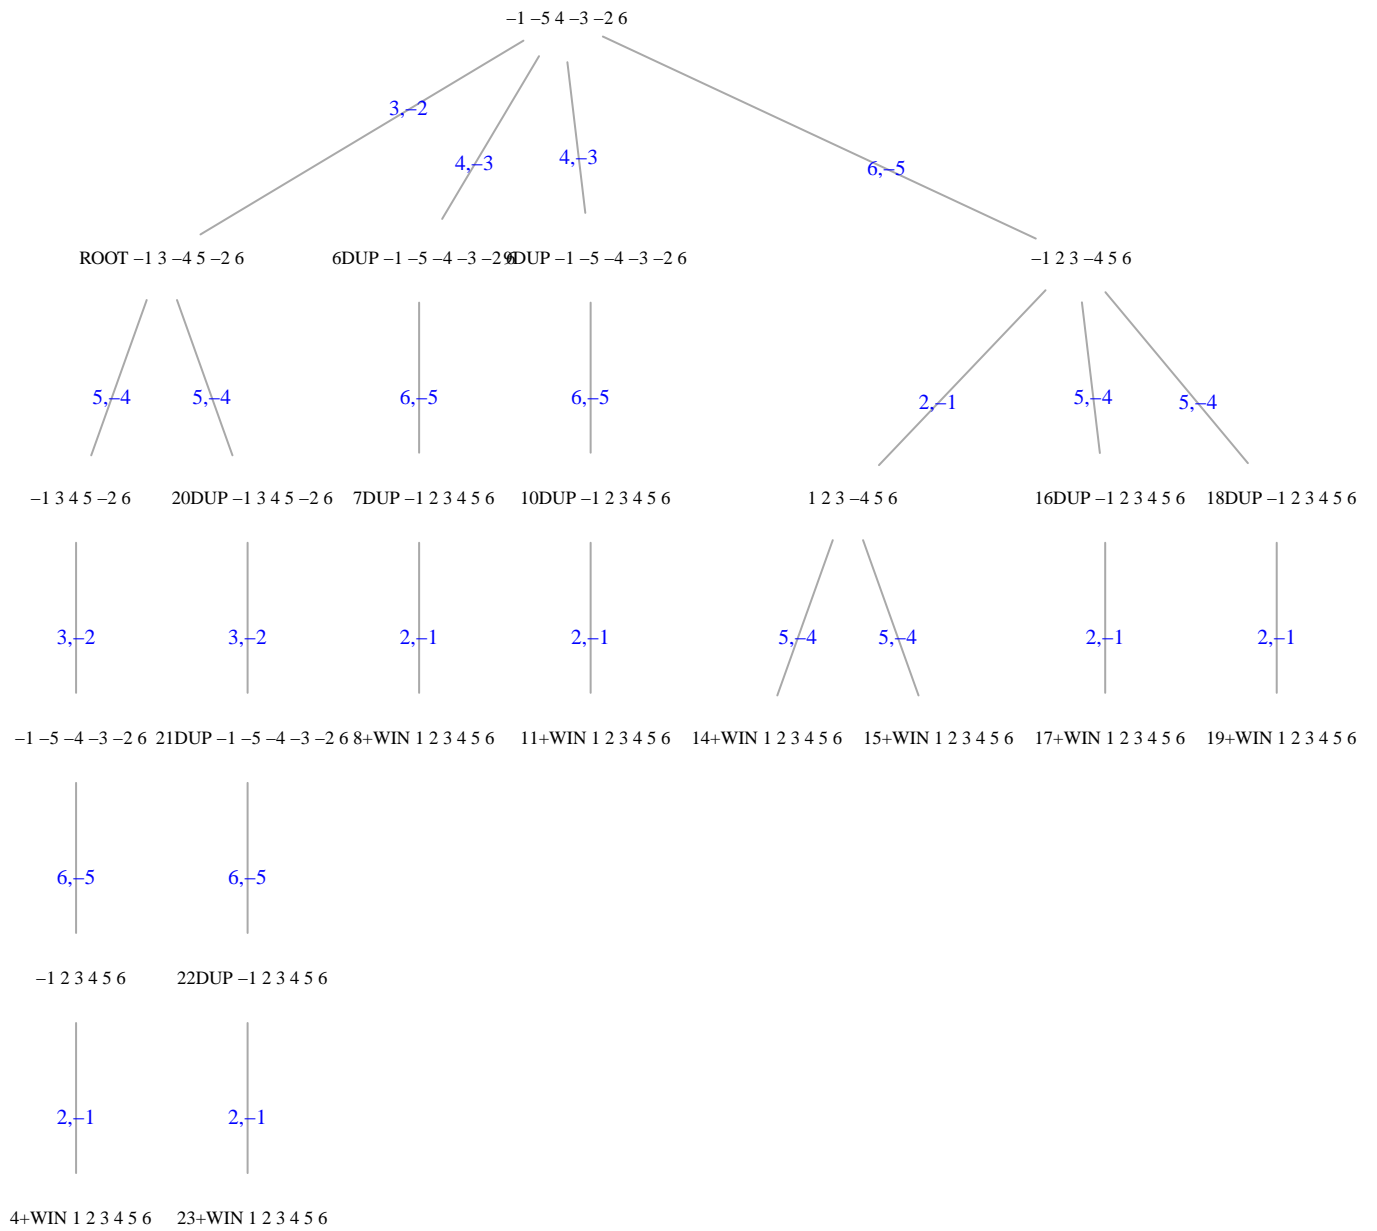 –1 –5 4 –3 –2 6
3,–2
4,–3
4,–3
6,–5
ROOT –1 3 –4 5 –2 6
6DUP –1 –5 –4 –3 –2 6
9DUP –1 –5 –4 –3 –2 6
–1 2 3 –4 5 6
5,–4
5,–4
6,–5
6,–5
2,–1
5,–4
5,–4
–1 3 4 5 –2 6
20DUP –1 3 4 5 –2 6
7DUP –1 2 3 4 5 6
10DUP –1 2 3 4 5 6
1 2 3 –4 5 6
16DUP –1 2 3 4 5 6
18DUP –1 2 3 4 5 6
3,–2
3,–2
2,–1
2,–1
5,–4
5,–4
2,–1
2,–1
–1 –5 –4 –3 –2 6
21DUP –1 –5 –4 –3 –2 6
8+WIN 1 2 3 4 5 6
11+WIN 1 2 3 4 5 6
14+WIN 1 2 3 4 5 6
15+WIN 1 2 3 4 5 6
17+WIN 1 2 3 4 5 6
19+WIN 1 2 3 4 5 6
6,–5
6,–5
–1 2 3 4 5 6
22DUP –1 2 3 4 5 6
2,–1
2,–1
4+WIN 1 2 3 4 5 6
23+WIN 1 2 3 4 5 6